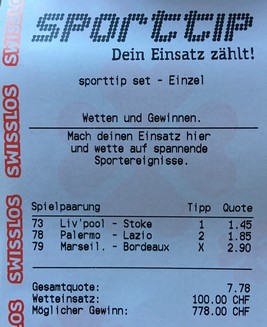 sporttip
Dein Einsatz zählt!
sporttip set - Einzel
Wetten und Gewinnen.
Mach deinen Einsatz hier
und wette auf spannende
Sportereignisse.
Spielpaarung Tipp Quote
73 Liv'pool - Stoke 1 1.45
78 Palermo - Lazio 2 1.85
79 Marseil. - Bordeaux X 2.90
Gesamtquote: 7.78
Wetteinsatz: 100.00 CHF
Möglicher Gewinn: 778.00 CHF
SWISSLOS
SWISSLOS
SWISSLOS
SWISSLOS